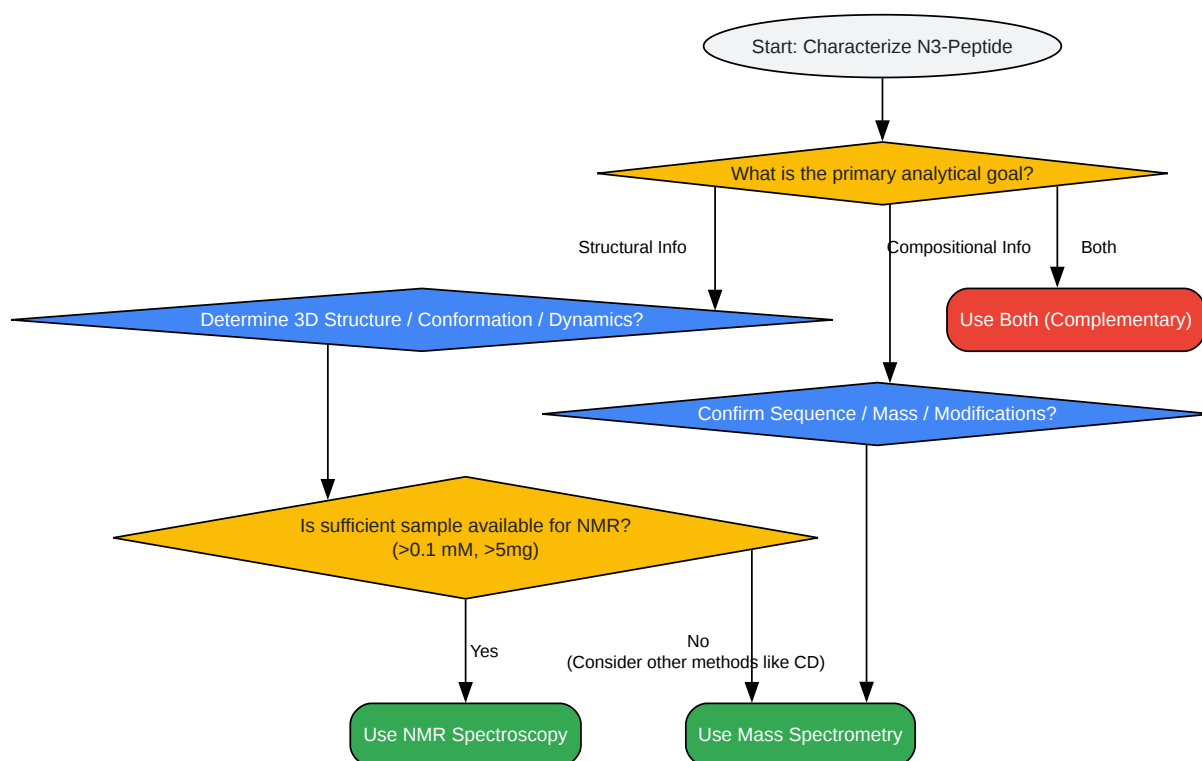 Start: Characterize N3-Peptide
What is the primary analytical goal?
Structural Info
Compositional Info
Both
Determine 3D Structure / Conformation / Dynamics?
Use Both (Complementary)
Confirm Sequence / Mass / Modifications?
Is sufficient sample available for NMR?
(>0.1 mM, >5mg)
Yes
No
(Consider other methods like CD)
Use NMR Spectroscopy
Use Mass Spectrometry